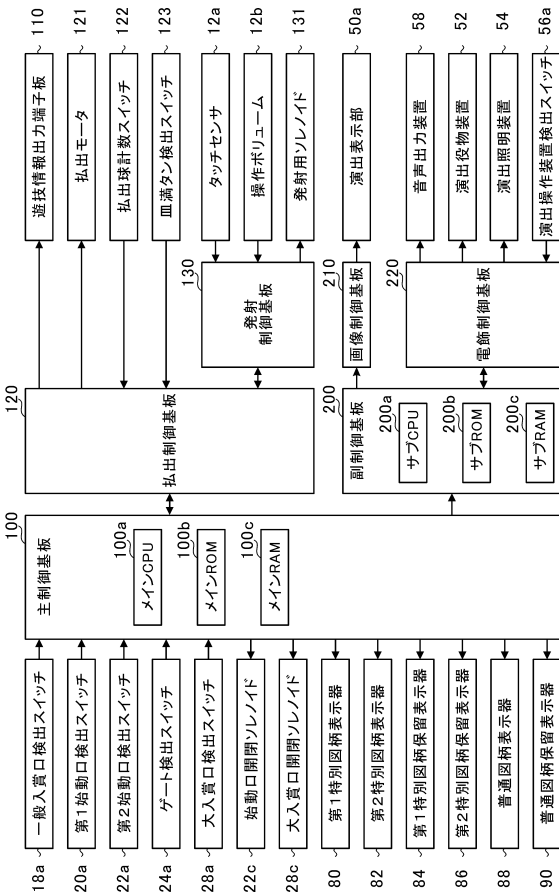 18a 一般入賞口検出スイッチ
20a 第1始動口検出スイッチ
22a 第2始動口検出スイッチ
24a ゲート検出スイッチ
28a 大入賞口検出スイッチ
22c 始動口開閉ソレノイド
28c 大入賞口開閉ソレノイド
80 第1特別図柄表示器
82 第2特別図柄表示器
84 第1特別図柄保留表示器
86 第2特別図柄保留表示器
88 普通図柄表示器
90 普通図柄保留表示器
100
主制御基板
100a
メインCPU
100b
メインROM
100c
メインRAM
120
払出制御基板
130
発射
制御基板
200
副制御基板
200a
サブCPU
200b
サブROM
200c
サブRAM
210
画像制御基板
220
電飾制御基板
遊技情報出力端子板 110
払出モータ 121
払出球計数スイッチ 122
皿満タン検出スイッチ 123
タッチセンサ 12a
操作ボリューム 12b
発射用ソレノイド 131
演出表示部 50a
音声出力装置 58
演出役物装置 52
演出照明装置 54
演出操作装置検出スイッチ 56a